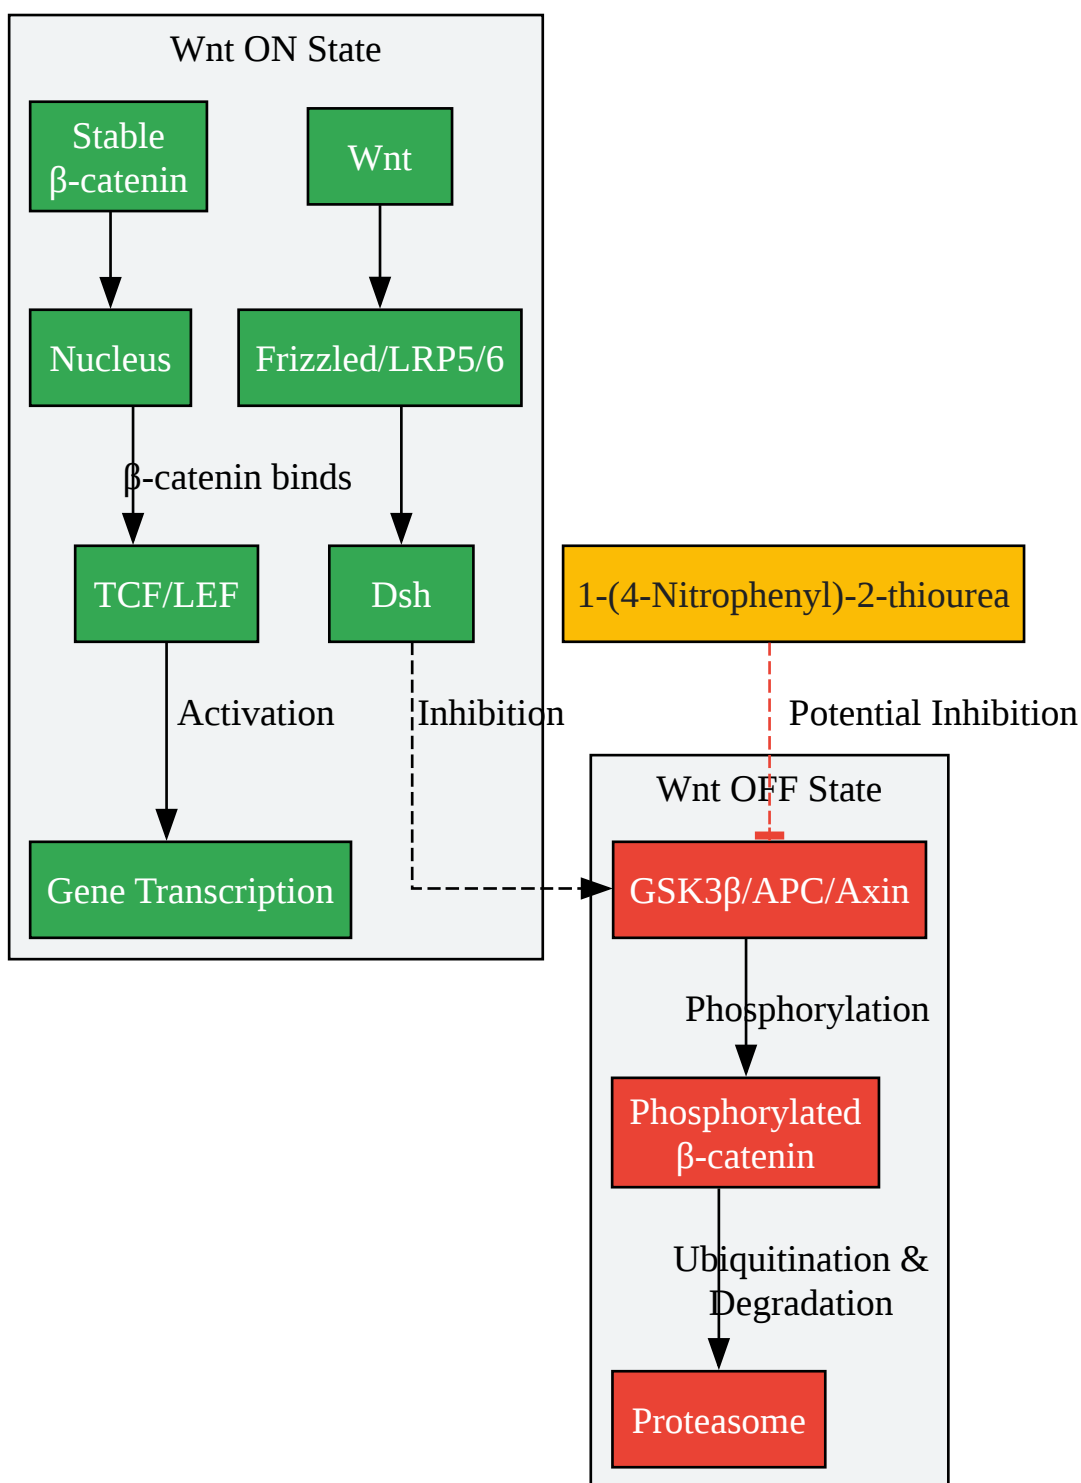 Wnt ON State
Stable
β-catenin
Wnt
Nucleus
Frizzled/LRP5/6
β-catenin binds
TCF/LEF
Dsh
1-(4-Nitrophenyl)-2-thiourea
Activation
Inhibition
Potential Inhibition
Wnt OFF State
Gene Transcription
GSK3β/APC/Axin
Phosphorylation
Phosphorylated
β-catenin
Ubiquitination &
Degradation
Proteasome